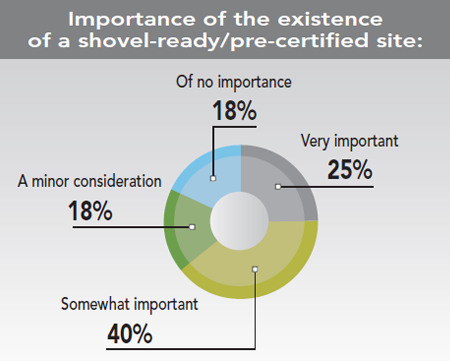 Importance of the existence
of a shovel-ready/pre-certified site:
Of no importance
18%
Very important
25%
A minor consideration
18%
Somewhat important
40%